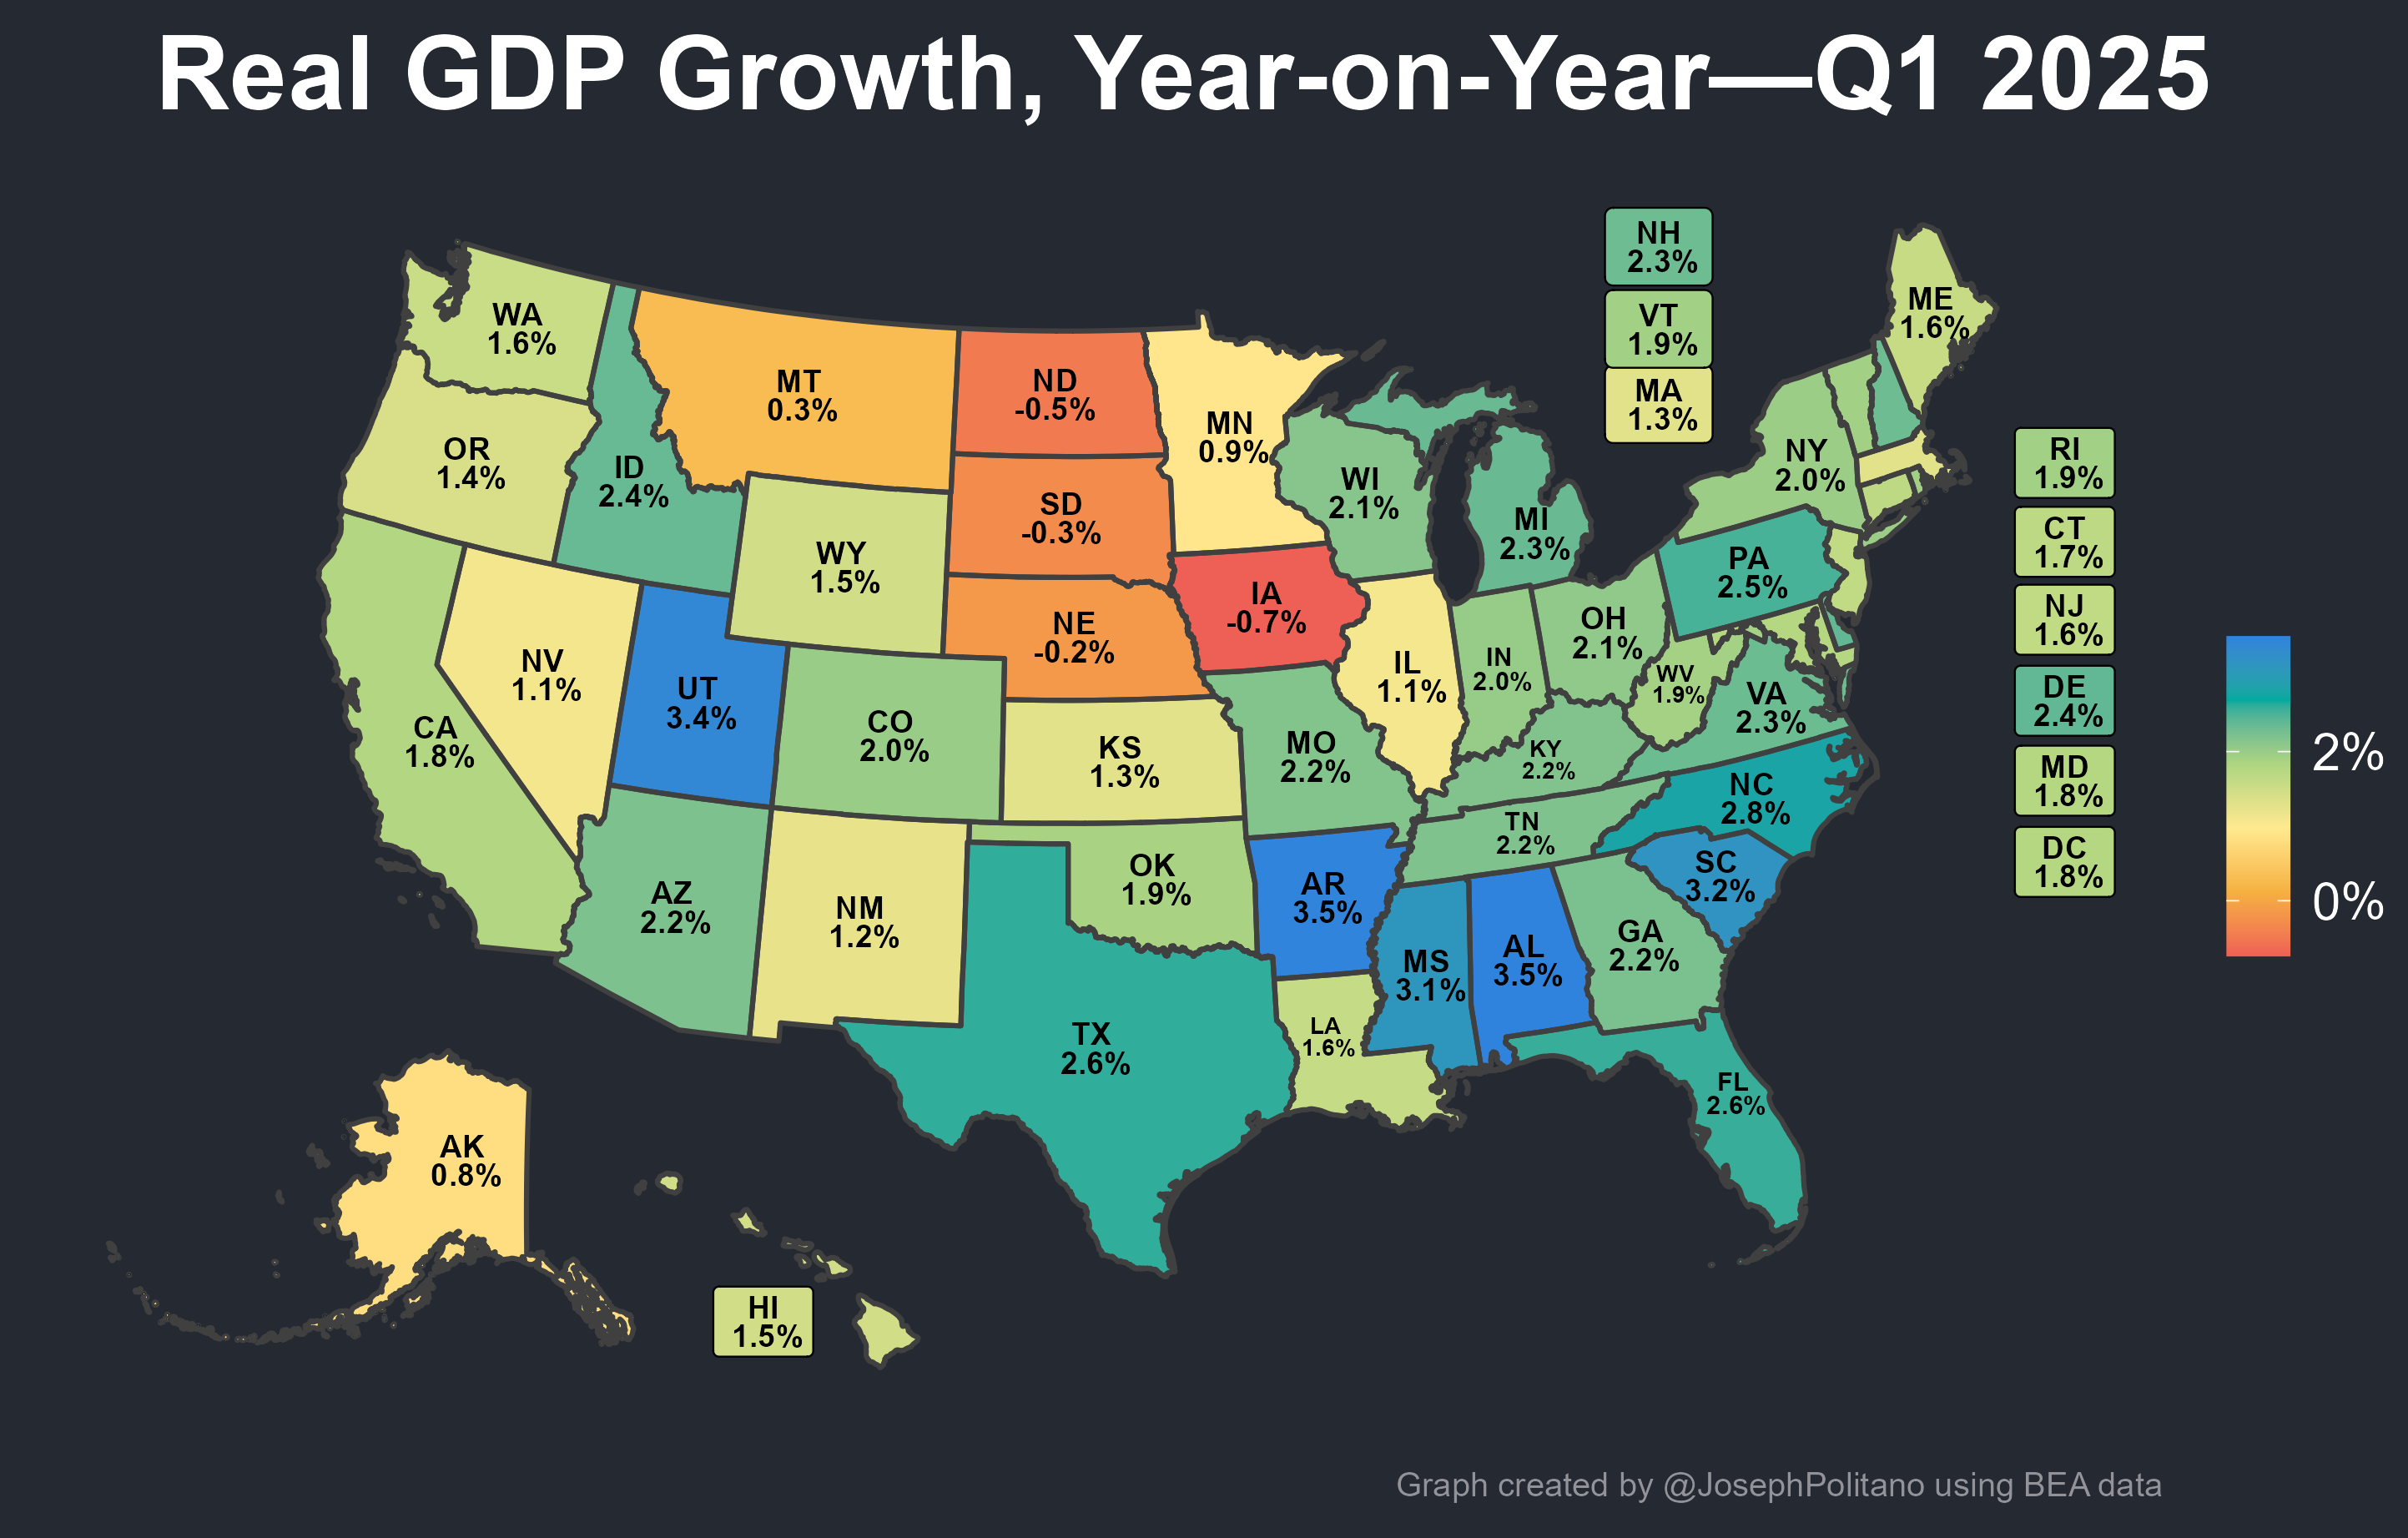 Real GDP Growth, Year-on-Year—Q1 2025
NH
2.3%
VT
1.9%
MA
1.3%
ME
1.6%
WA
1.6%
MT
0.3%
ND
-0.5%
MN
0.9%
OR
1.4%
ID
2.4%
SD
-0.3%
WI
2.1%
MI
2.3%
NY
2.0%
RI
1.9%
CT
1.7%
NJ
1.6%
DE
2.4%
MD
1.8%
DC
1.8%
WY
1.5%
NE
-0.2%
IA
-0.7%
PA
2.5%
NV
1.1%
UT
3.4%
CO
2.0%
KS
1.3%
MO
2.2%
IL
1.1%
IN
2.0%
OH
2.1%
WV
1.9%
VA
2.3%
KY
2.2%
CA
1.8%
AZ
2.2%
NM
1.2%
OK
1.9%
AR
3.5%
TN
2.2%
NC
2.8%
SC
3.2%
MS
3.1%
AL
3.5%
GA
2.2%
TX
2.6%
LA
1.6%
FL
2.6%
AK
0.8%
HI
1.5%
2%
0%
Graph created by @JosephPolitano using BEA data